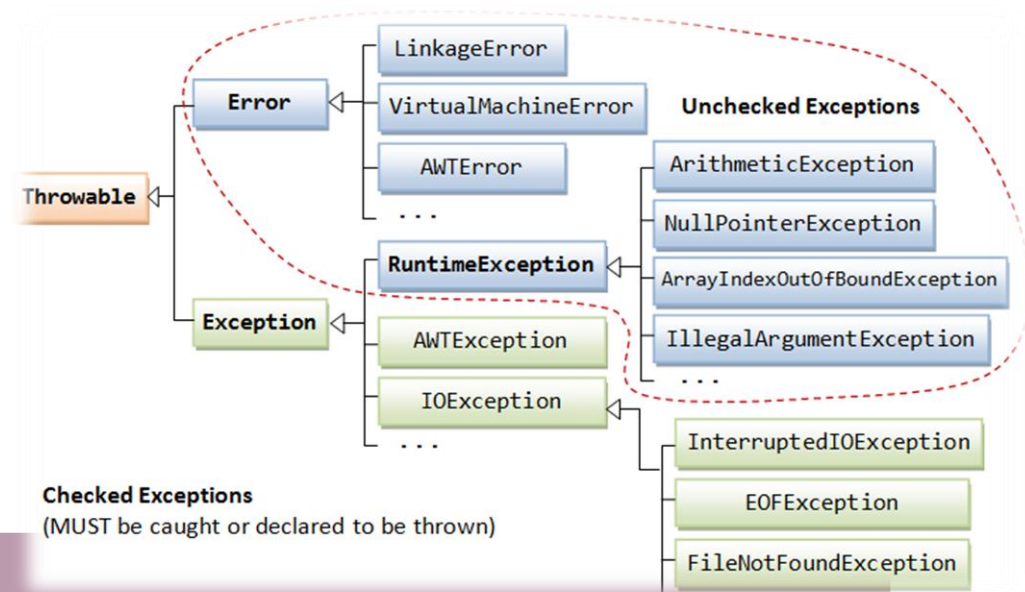 LinkageError
Error
VirtualMachineError
Unchecked Exceptions
AWTError
ArithmeticException
Throwable
...
NullPointerException
RuntimeException
ArrayIndexOutOfBoundException
Exception
AWTException
IllegalArgumentException
...
IOException
...
InterruptedIOException
Checked Exceptions
(MUST be caught or declared to be thrown)
EOFException
FileNotFoundException